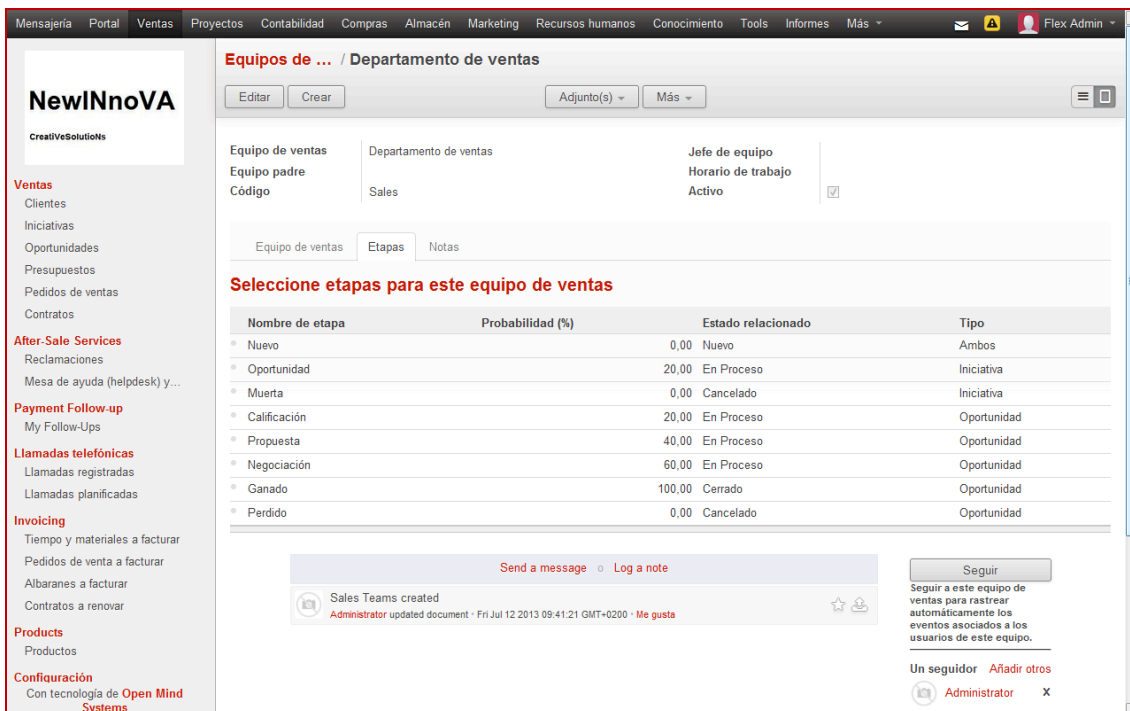 Mensajería Portal Ventas Proyectos Contabilidad Compras Almacén Marketing Recursos humanos Conocimiento Tools Informes Más Flex Admin
NewINnoVA
CreatiVeSolutioNs
Ventas
Clientes
Iniciativas
Oportunidades
Presupuestos
Pedidos de ventas
Contratos
After-Sale Services
Reclamaciones
Mesa de ayuda (helpdesk) y...
Payment Follow-up
My Follow-Ups
Llamadas telefónicas
Llamadas registradas
Llamadas planificadas
Invoicing
Tiempo y materiales a facturar
Pedidos de venta a facturar
Albaranes a facturar
Contratos a renovar
Products
Productos
Configuración
Con tecnología de Open Mind
Systems
Equipos de ... / Departamento de ventas
Editar Crear Adjunto(s) Más
Equipo de ventas Departamento de ventas Jefe de equipo
Equipo padre Horario de trabajo
Código Sales Activo
Equipo de ventas Etapas Notas
Seleccione etapas para este equipo de ventas
Nombre de etapa Probabilidad (%) Estado relacionado Tipo
Nuevo 0,00 Nuevo Ambos
Oportunidad 20,00 En Proceso Iniciativa
Muerta 0,00 Cancelado Iniciativa
Calificación 20,00 En Proceso Oportunidad
Propuesta 40,00 En Proceso Oportunidad
Negociación 60,00 En Proceso Oportunidad
Ganado 100,00 Cerrado Oportunidad
Perdido 0,00 Cancelado Oportunidad
Send a message o Log a note
Sales Teams created
Administrator updated document · Fri Jul 12 2013 09:41:21 GMT+0200 · Me gusta
Seguir
Seguir a este equipo de
ventas para rastrear
automáticamente los
eventos asociados a los
usuarios de este equipo.
Un seguidor Añadir otros
Administrator X